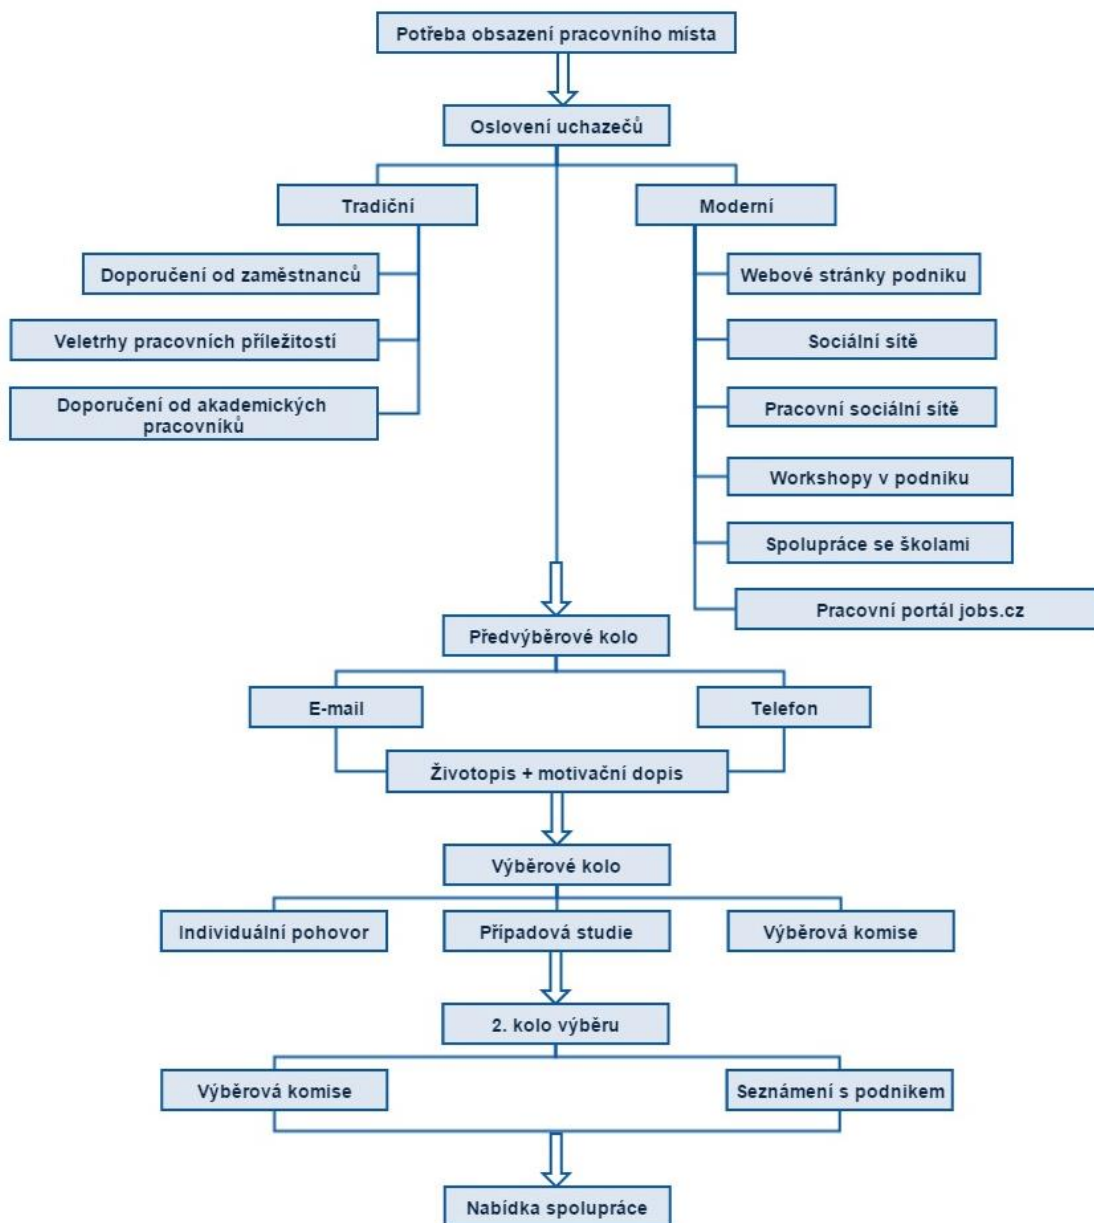 Potřeba obsazení pracovního místa
Oslovení uchazečů
Tradiční
Moderní
Doporučení od zaměstnanců
Webové stránky podniku
Veletrhy pracovních příležitostí
Sociální sítě
Doporučení od akademických
pracovníků
Pracovní sociální sítě
Workshopy v podniku
Spolupráce se školami
Pracovní portál jobs.cz
Předvýběrové kolo
E-mail
Telefon
Životopis + motivační dopis
Výběrové kolo
Individuální pohovor
Případová studie
Výběrová komise
2. kolo výběru
Výběrová komise
Seznámení s podnikem
Nabídka spolupráce